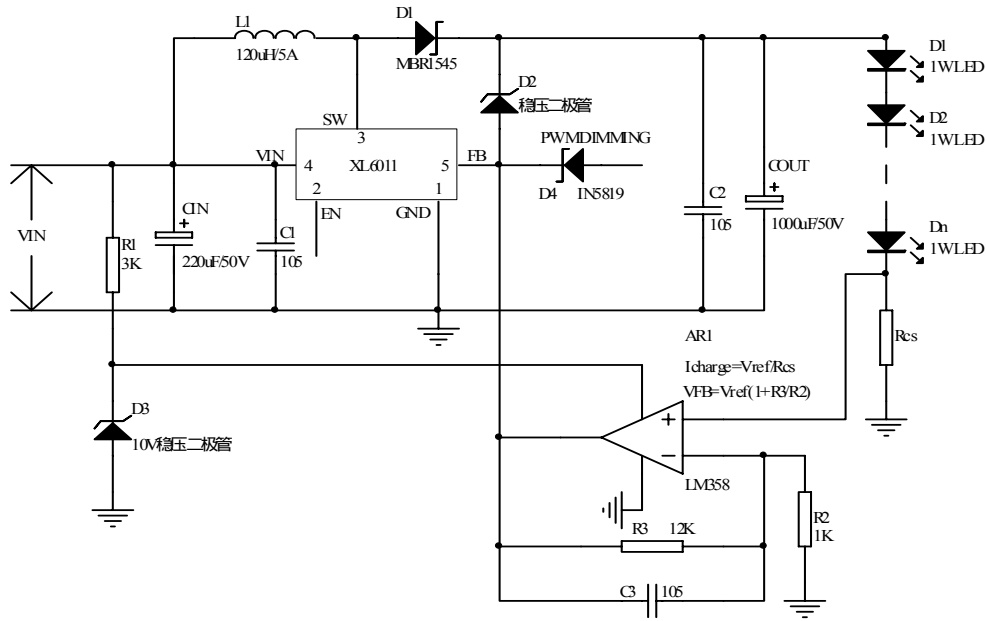 L1
120uH/5A
D1
MBR1545
SW
3
VIN
4
XL6011
5
FB
2
1
EN
GND
D2
稳压二极管
PWMDIMMING
D4
IN5819
D1
1WLED
D2
1WLED
Dn
1WLED
C2
105
COUT
+
1000uF/50V
VIN
R1
3K
CIN
+
220uF/50V
C1
105
AR1
Icharge=Vref/Rcs
VFB=Vref(1+R3/R2)
Rcs
+
−
LM358
D3
10V稳压二极管
R3
12K
R2
1K
C3
105